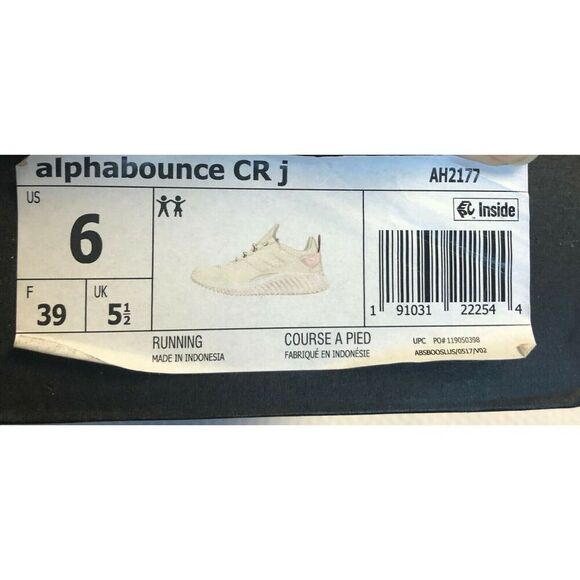 alphabounce CR j
AH2177
US
6
F
39
UK
5½
Inside
1 91031 22254 4
RUNNING
MADE IN INDONESIA
COURSE A PIED
FABRIQUÉ EN INDONÉSIE
UPC PO# 119050398
ABSBOOSLUS/0517/V02